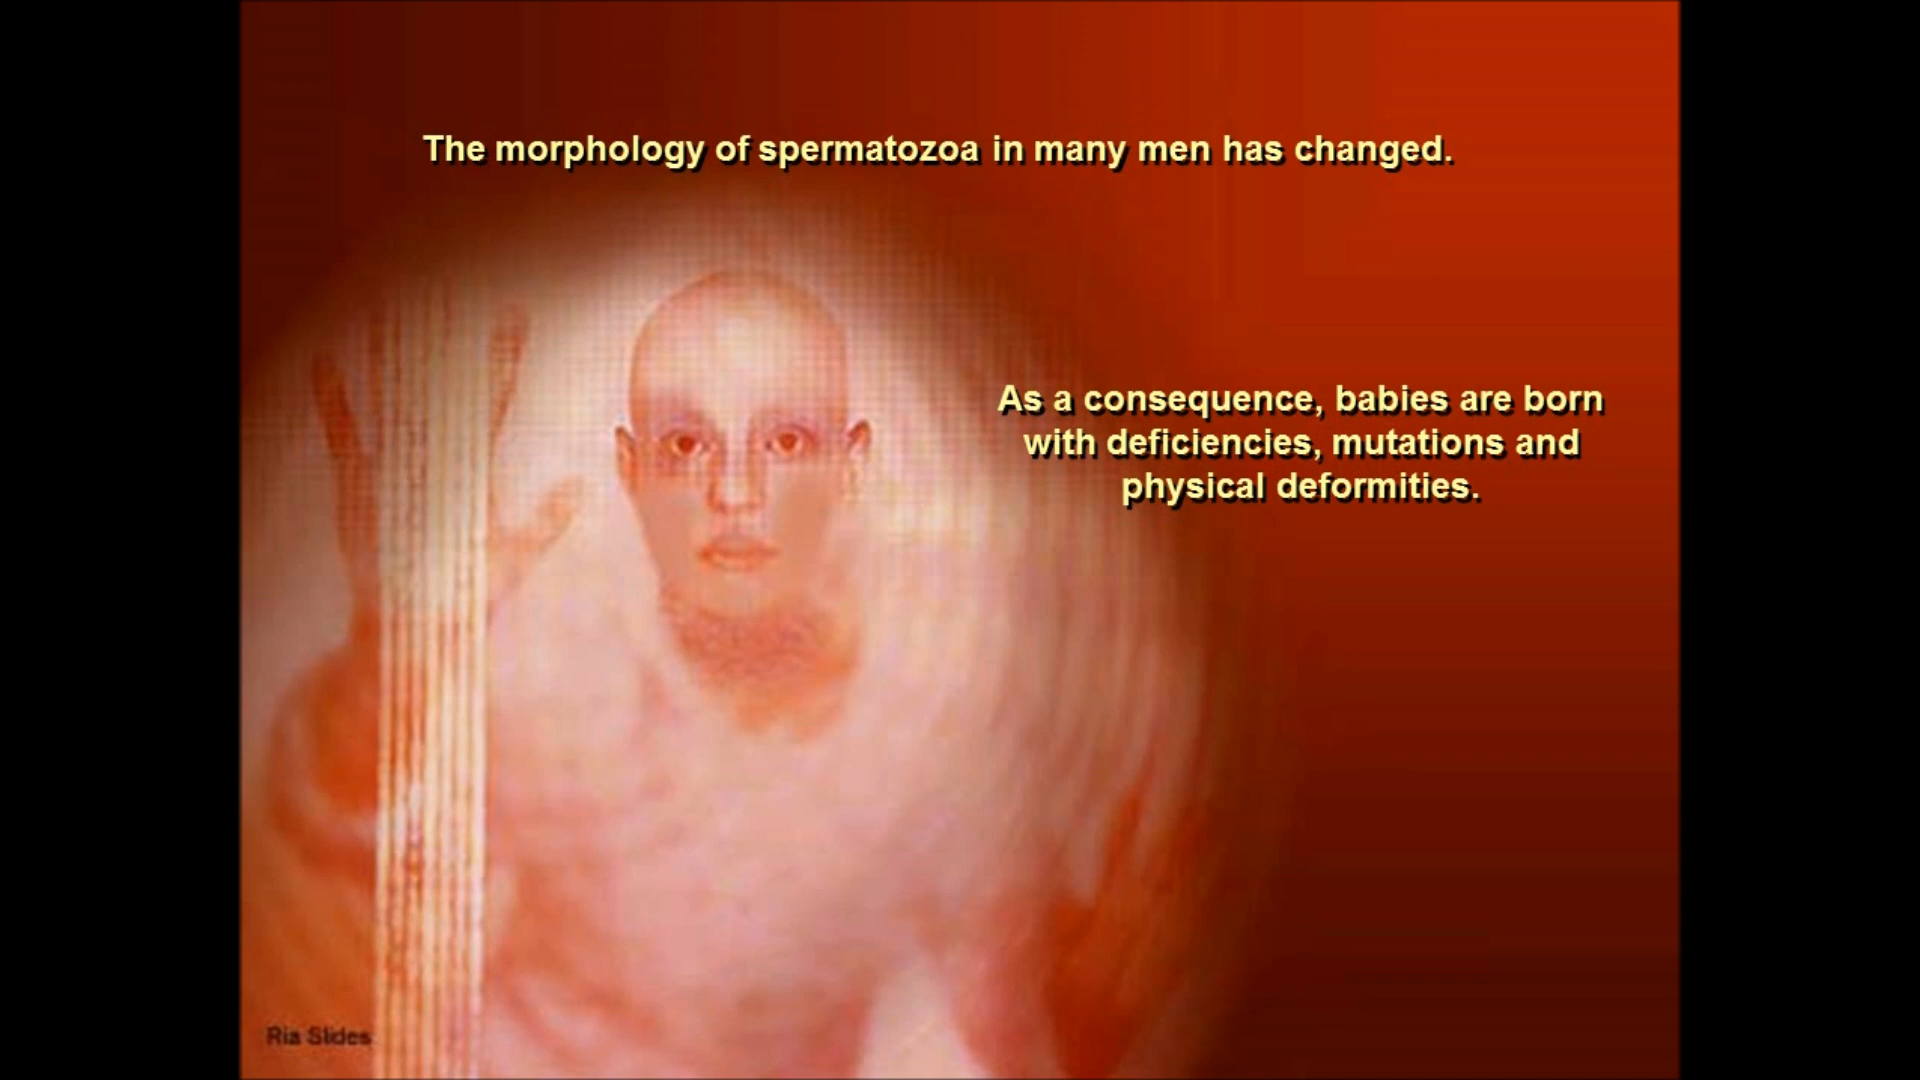 The morphology of spermatozoa in many men has changed.
As a consequence, babies are born
with deficiencies, mutations and
physical deformities.
Ria Slides